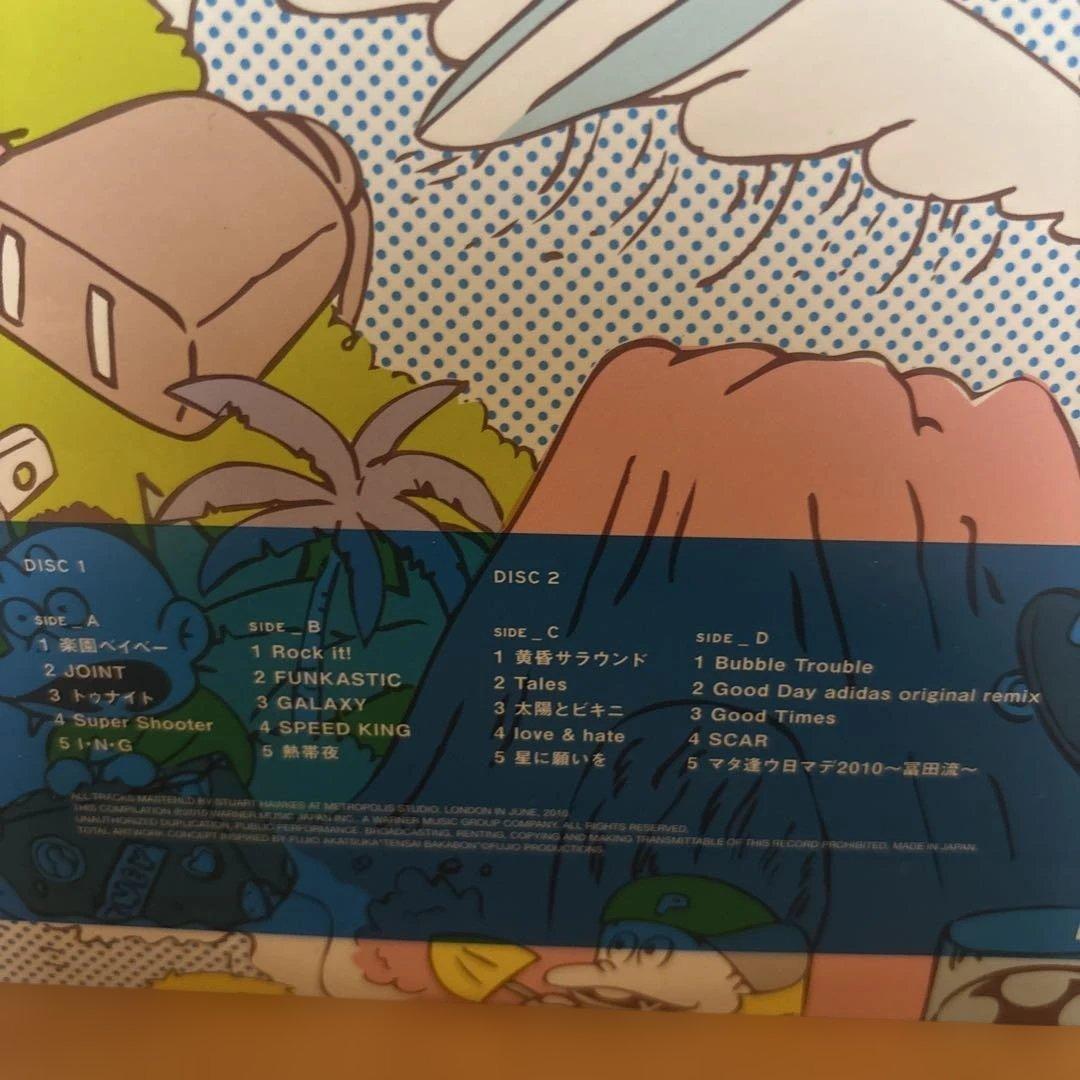 DISC 1
SIDE_A
1 楽園ベイベー
2 JOINT
3 トゥナイト
4 Super Shooter
5 I・N・G
SIDE_B
1 Rock it!
2 FUNKASTIC
3 GALAXY
4 SPEED KING
5 熱帯夜
DISC 2
SIDE_C
1 黄昏サラウンド
2 Tales
3 太陽とビキニ
4 love & hate
5 星に願いを
SIDE_D
1 Bubble Trouble
2 Good Day adidas original remix
3 Good Times
4 SCAR
5 マタ逢ウ日マデ2010～冨田流～
ALL TRACKS MASTERED BY STUART HAWKES AT METROPOLIS STUDIO, LONDON IN JUNE, 2010.
THIS COMPILATION ℗2010 WARNER MUSIC JAPAN INC., A WARNER MUSIC GROUP COMPANY. ALL RIGHTS RESERVED.
UNAUTHORIZED DUPLICATION, PUBLIC PERFORMANCE, BROADCASTING, RENTING, COPYING AND MAKING TRANSMITTABLE OF THIS RECORD PROHIBITED. MADE IN JAPAN.
TOTAL ARTWORK CONCEPT INSPIRED BY FUJIO AKATSUKA "TENSAI BAKABON" ©FUJIO PRODUCTIONS
P